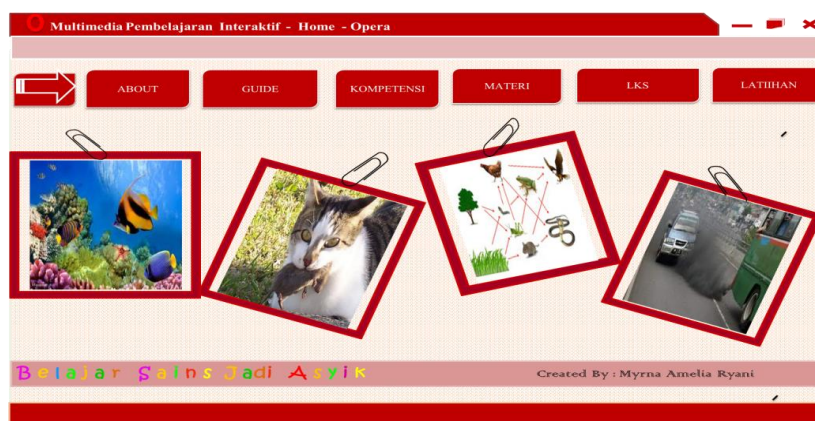 O Multimedia Pembelajaran Interaktif - Home - Opera
ABOUT
GUIDE
KOMPETENSI
MATERI
LKS
LATIIHAN
Belajar Sains Jadi Asyik
Created By : Myrna Amelia Ryani